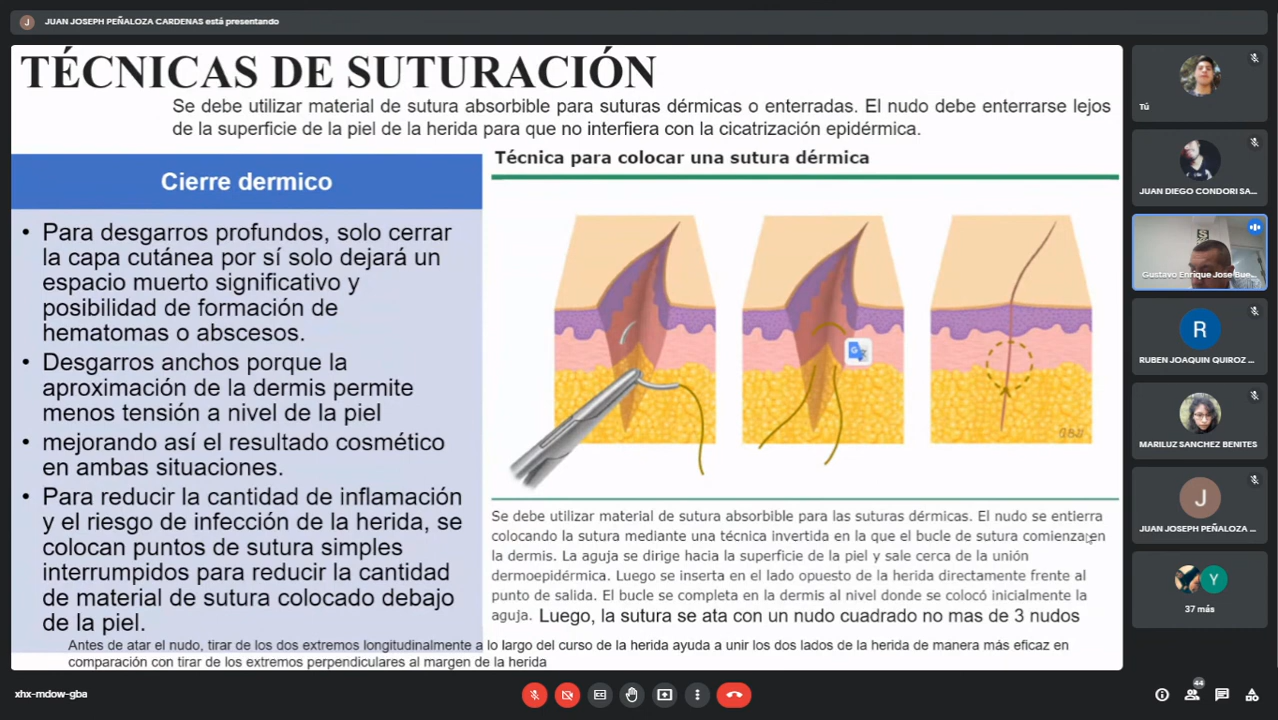 J
JUAN JOSEPH PEÑALOZA CARDENAS está presentando
TÉCNICAS DE SUTURACIÓN
Se debe utilizar material de sutura absorbible para suturas dérmicas o enterradas. El nudo debe enterrarse lejos
de la superficie de la piel de la herida para que no interfiera con la cicatrización epidérmica.
Cierre dermico
• Para desgarros profundos, solo cerrar
la capa cutánea por sí solo dejará un
espacio muerto significativo y
posibilidad de formación de
hematomas o abscesos.
• Desgarros anchos porque la
aproximación de la dermis permite
menos tensión a nivel de la piel
• mejorando así el resultado cosmético
en ambas situaciones.
• Para reducir la cantidad de inflamación
y el riesgo de infección de la herida, se
colocan puntos de sutura simples
interrumpidos para reducir la cantidad
de material de sutura colocado debajo
de la piel.
Técnica para colocar una sutura dérmica
G
Se debe utilizar material de sutura absorbible para las suturas dérmicas. El nudo se entierra
colocando la sutura mediante una técnica invertida en la que el bucle de sutura comienza en
la dermis. La aguja se dirige hacia la superficie de la piel y sale cerca de la unión
dermoepidérmica. Luego se inserta en el lado opuesto de la herida directamente frente al
punto de salida. El bucle se completa en la dermis al nivel donde se colocó inicialmente la
aguja. Luego, la sutura se ata con un nudo cuadrado no mas de 3 nudos
Antes de atar el nudo, tirar de los dos extremos longitudinalmente a lo largo del curso de la herida ayuda a unir los dos lados de la herida de manera más eficaz en
comparación con tirar de los extremos perpendiculares al margen de la herida
Tú
JUAN DIEGO CONDORI SA...
S
Gustavo Enrique Jose Bue...
R
RUBEN JOAQUIN QUIROZ ...
MARILUZ SANCHEZ BENITES
J
JUAN JOSEPH PEÑALOZA ...
Y
37 más
xhx-mdow-gba
44